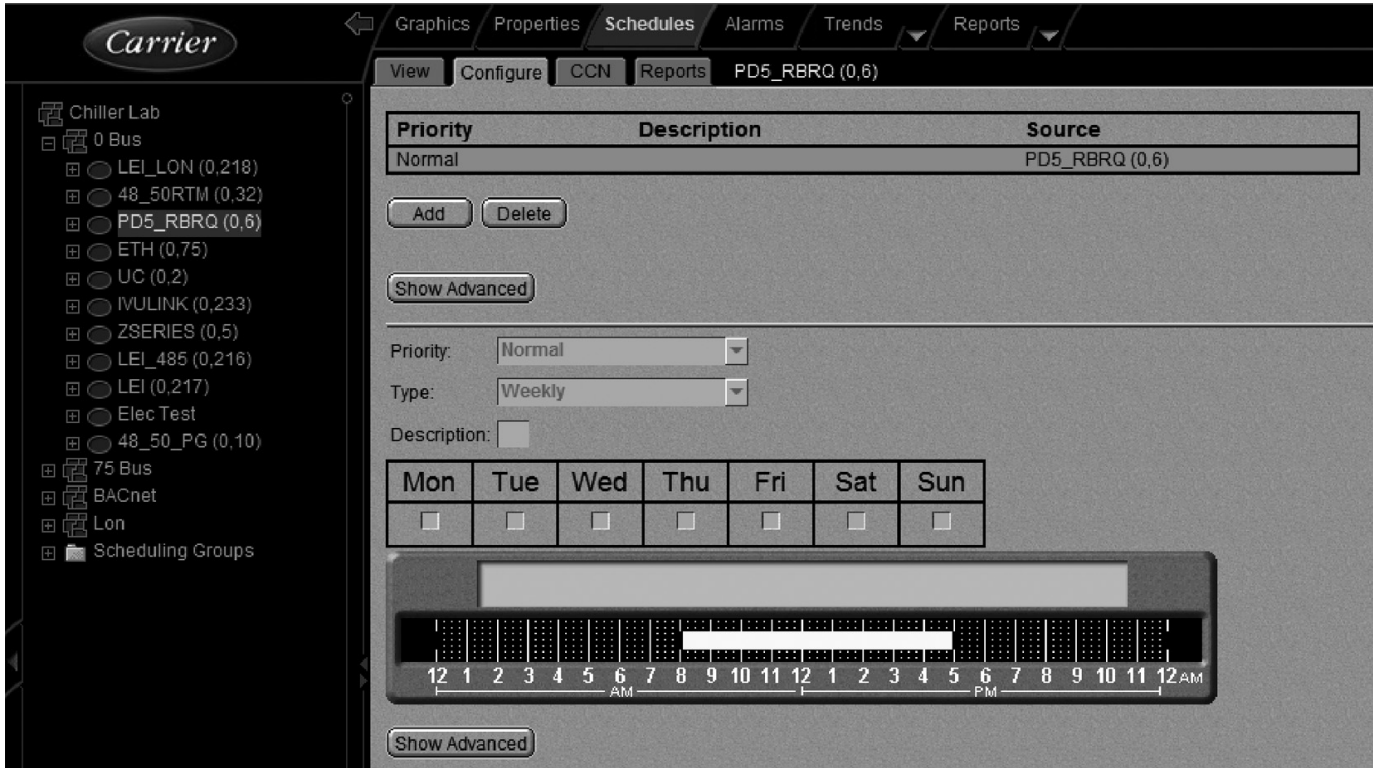 Carrier
Graphics Properties Schedules Alarms Trends Reports
View Configure CCN Reports PD5_RBRQ (0,6)
Chiller Lab
0 Bus
LEI_LON (0,218)
48_50RTM (0,32)
PD5_RBRQ (0,6)
ETH (0,75)
UC (0,2)
IVULINK (0,233)
ZSERIES (0,5)
LEI_485 (0,216)
LEI (0,217)
Elec Test
48_50_PG (0,10)
75 Bus
BACnet
Lon
Scheduling Groups
Priority Description Source
Normal PD5_RBRQ (0,6)
Add Delete
Show Advanced
Priority: Normal
Type: Weekly
Description:
Mon Tue Wed Thu Fri Sat Sun
12 1 2 3 4 5 6 7 8 9 10 11 12 1 2 3 4 5 6 7 8 9 10 11 12 AM
AM PM
Show Advanced